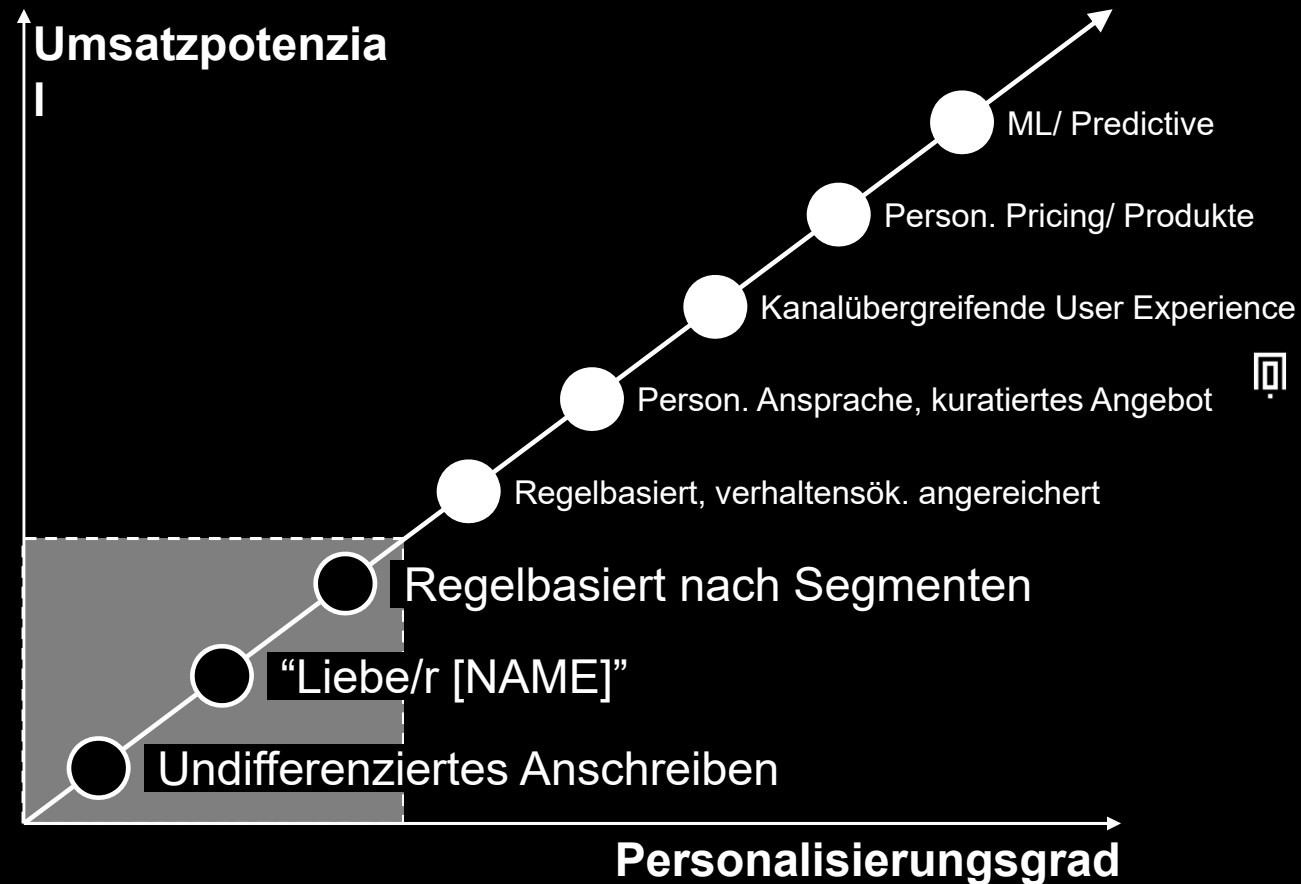 Umsatzpotenzia
l
ML/ Predictive
Person. Pricing/ Produkte
Kanalübergreifende User Experience
Person. Ansprache, kuratiertes Angebot
Regelbasiert, verhaltensök. angereichert
Regelbasiert nach Segmenten
“Liebe/r [NAME]”
Undifferenziertes Anschreiben
Personalisierungsgrad